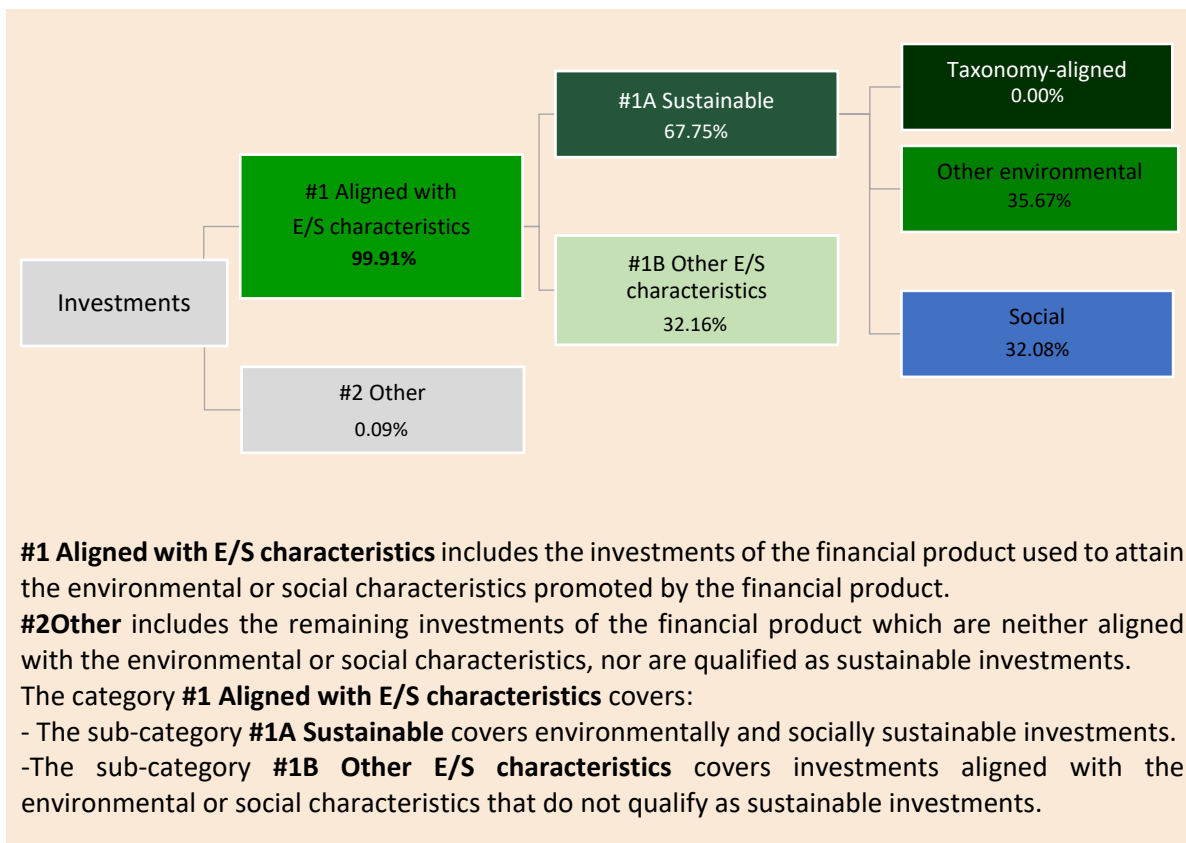 Investments
#1 Aligned with
E/S characteristics
99.91%
#2 Other
0.09%
#1A Sustainable
67.75%
#1B Other E/S
characteristics
32.16%
Taxonomy-aligned
0.00%
Other environmental
35.67%
Social
32.08%
#1 Aligned with E/S characteristics includes the investments of the financial product used to attain
the environmental or social characteristics promoted by the financial product.
#2Other includes the remaining investments of the financial product which are neither aligned
with the environmental or social characteristics, nor are qualified as sustainable investments.
The category #1 Aligned with E/S characteristics covers:
- The sub-category #1A Sustainable covers environmentally and socially sustainable investments.
-The sub-category #1B Other E/S characteristics covers investments aligned with the
environmental or social characteristics that do not qualify as sustainable investments.